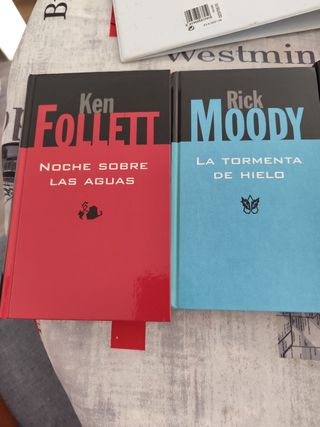 westmin
Ken
FOLLETT
NOCHE SOBRE
LAS AGUAS
Rick
MOODY
LA TORMENTA
DE HIELO